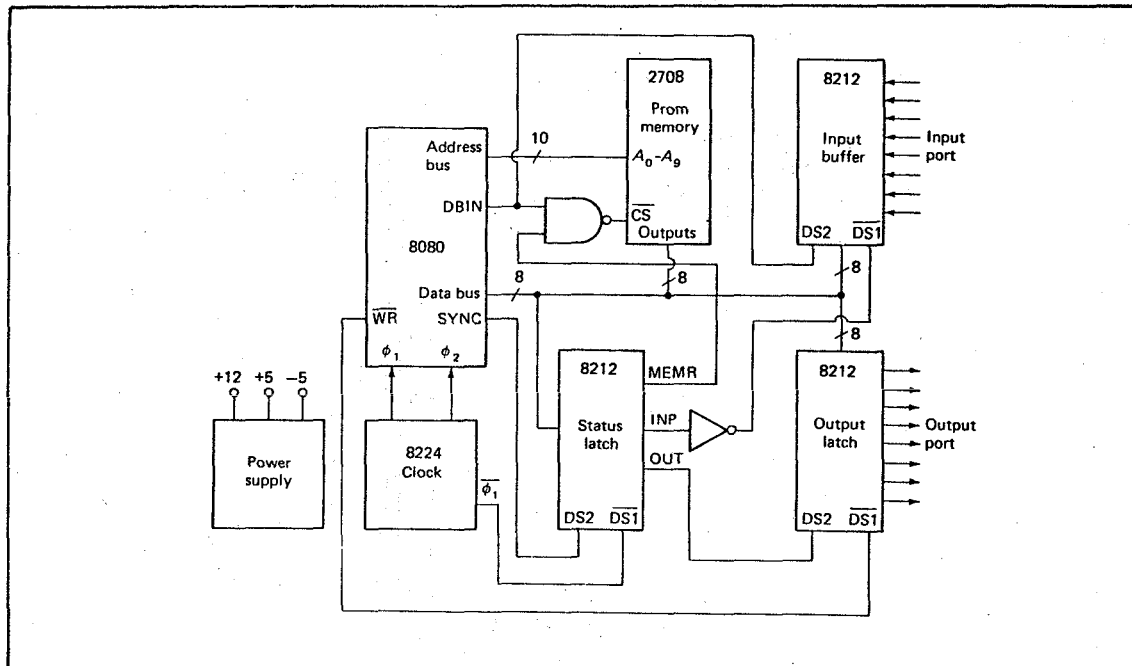 2708
Prom
memory
A0-A9
CS
Outputs
8212
Input
buffer
DS2 DS1
Input
port
10
Address
bus
DBIN
8080
Data bus
WR SYNC
ϕ1 ϕ2
8
8
8
8
+12 +5 −5
Power
supply
8224
Clock
ϕ1
8212
Status
latch
MEMR
INP
OUT
DS2 DS1
8212
Output
latch
DS2 DS1
Output
port